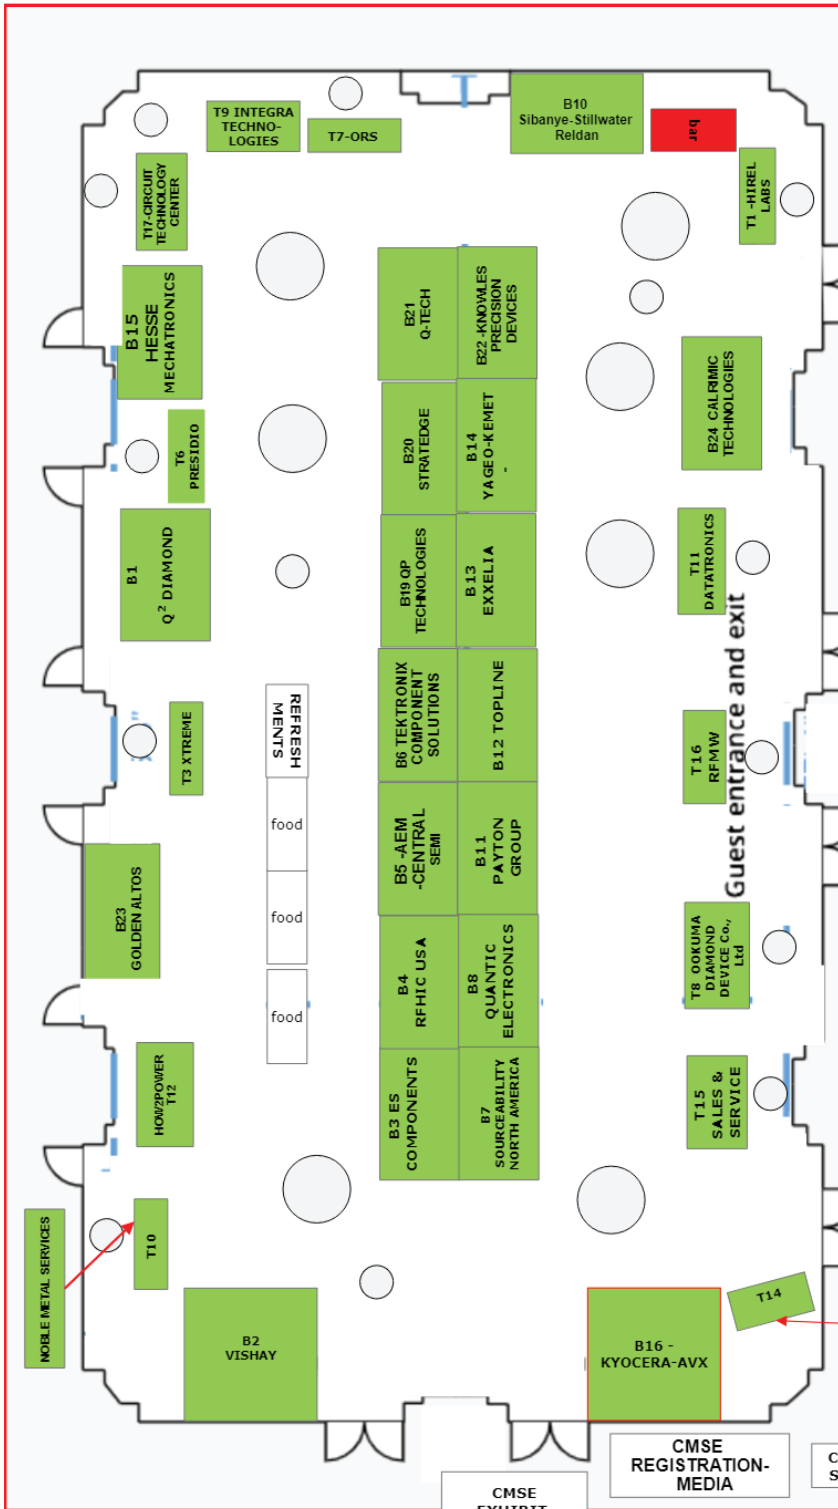 B10
Sibanye-Stillwater
Reldan
bar
T9 INTEGRA
TECHNO-
LOGIES
T7-ORS
T17-CIRCUIT
TECHNOLOGY
CENTER
T1 -HIREL
LABS
B15
HESSE
MECHATRONICS
B21
Q-TECH
B22 -KNOWLES
PRECISION
DEVICES
B24 CALRIMIC
TECHNOLOGIES
T6
PRESIDIO
B20
STRATEDGE
B14
YAGEO-KEMET
-
B1
Q2 DIAMOND
B19 QP
TECHNOLOGIES
B13
EXXELIA
T11
DATATRONICS
Guest entrance and exit
T3 XTREME
REFRESH
MENTS
B6 TEKTRONIX
COMPONENT
SOLUTIONS
B12 TOPLINE
T16
RFMW
food
B5 -AEM
-CENTRAL
SEMI
B11
PAYTON
GROUP
B23
GOLDEN ALTOS
food
B4
RFHIC USA
B8
QUANTIC
ELECTRONICS
T8 OOKUMA
DIAMOND
DEVICE Co.,
Ltd
food
HOW2POWER
T12
B3 ES
COMPONENTS
B7
SOURCEABILITY
NORTH AMERICA
T15
SALES &
SERVICE
NOBLE METAL SERVICES
T10
T14
B2
VISHAY
B16 -
KYOCERA-AVX
CMSE
REGISTRATION-
MEDIA
CMSE
EXHIBIT
C
S